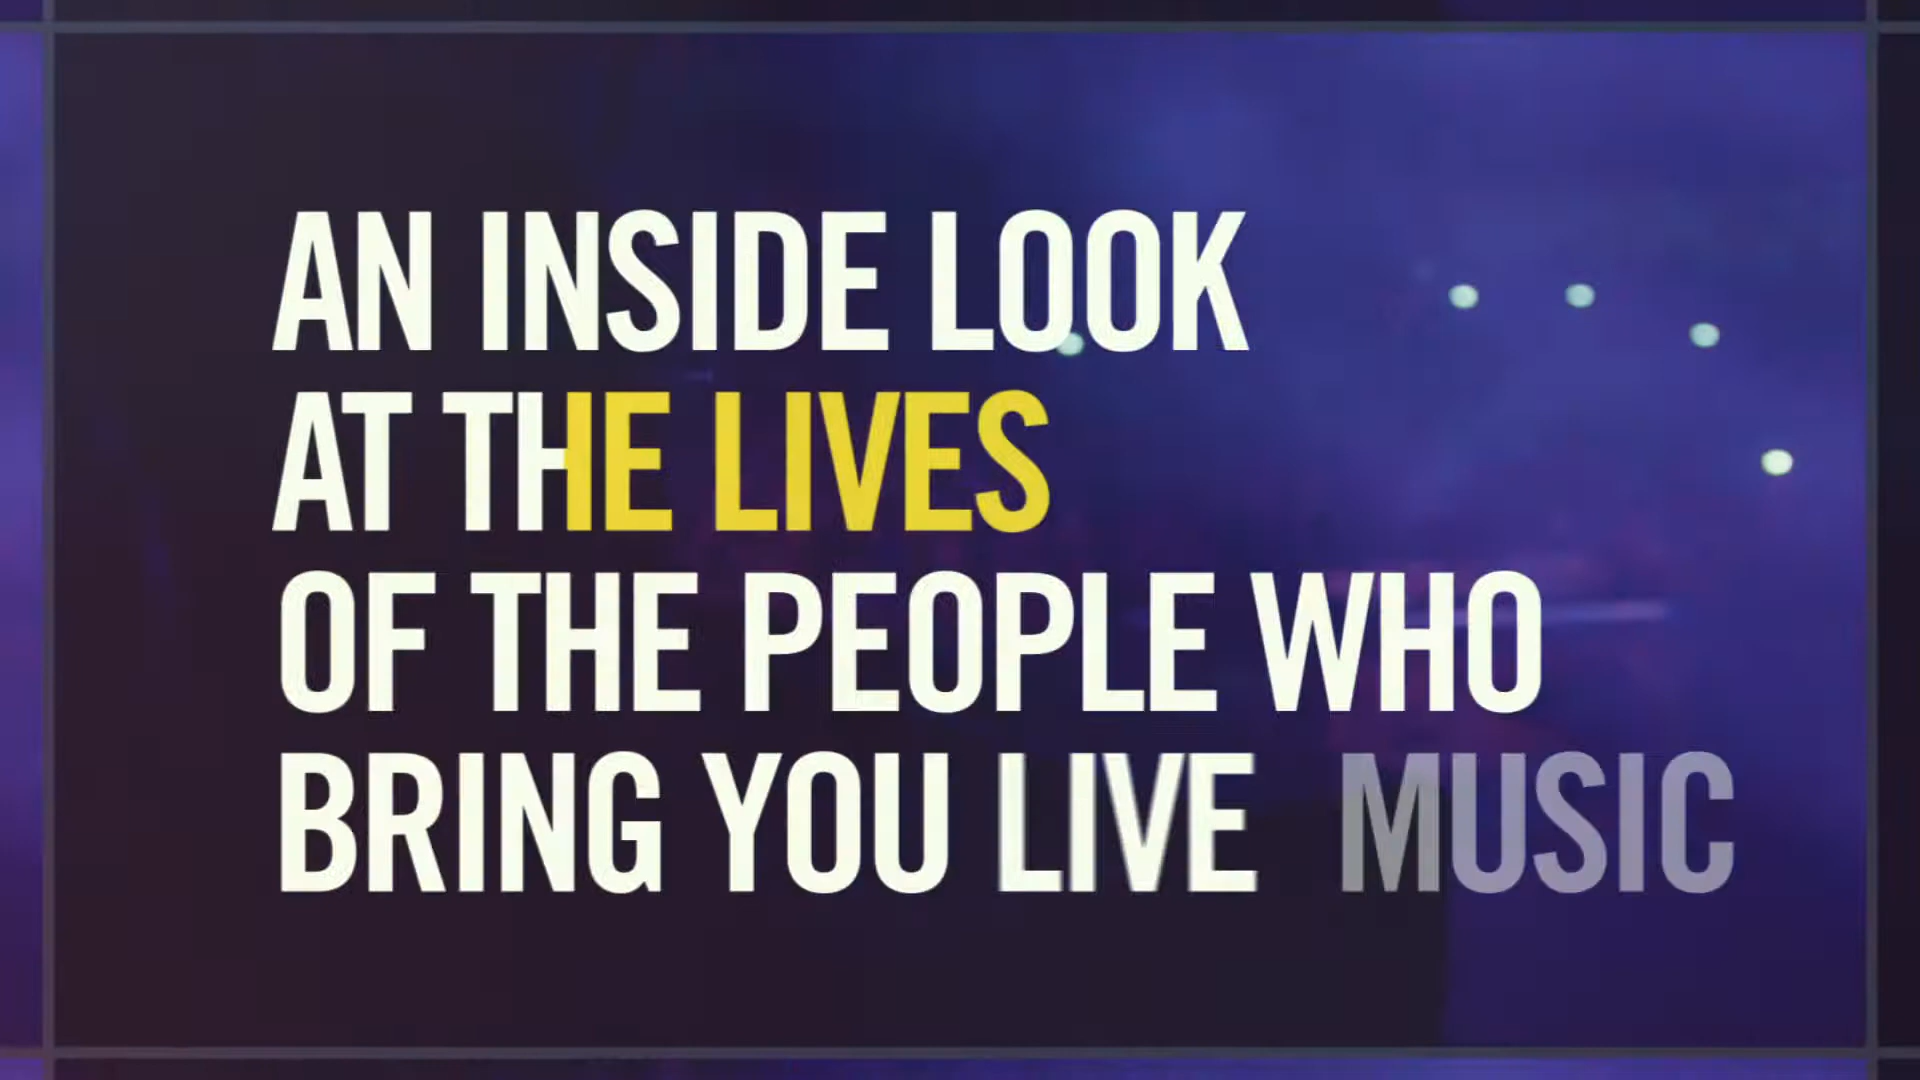 AN INSIDE LOOK
AT THE LIVES
OF THE PEOPLE WHO
BRING YOU LIVE MUSIC